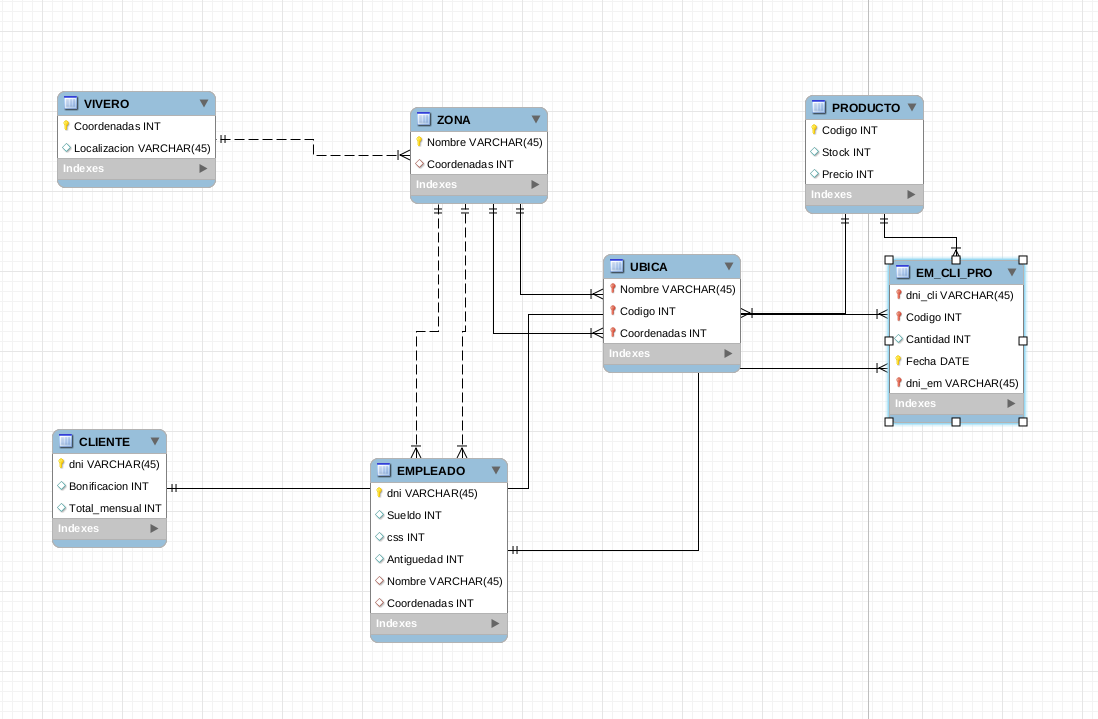 VIVERO
Coordenadas INT
Localizacion VARCHAR(45)
Indexes
ZONA
Nombre VARCHAR(45)
Coordenadas INT
Indexes
PRODUCTO
Codigo INT
Stock INT
Precio INT
Indexes
UBICA
Nombre VARCHAR(45)
Codigo INT
Coordenadas INT
Indexes
EM_CLI_PRO
dni_cli VARCHAR(45)
Codigo INT
Cantidad INT
Fecha DATE
dni_em VARCHAR(45)
Indexes
CLIENTE
dni VARCHAR(45)
Bonificacion INT
Total_mensual INT
Indexes
EMPLEADO
dni VARCHAR(45)
Sueldo INT
css INT
Antiguedad INT
Nombre VARCHAR(45)
Coordenadas INT
Indexes